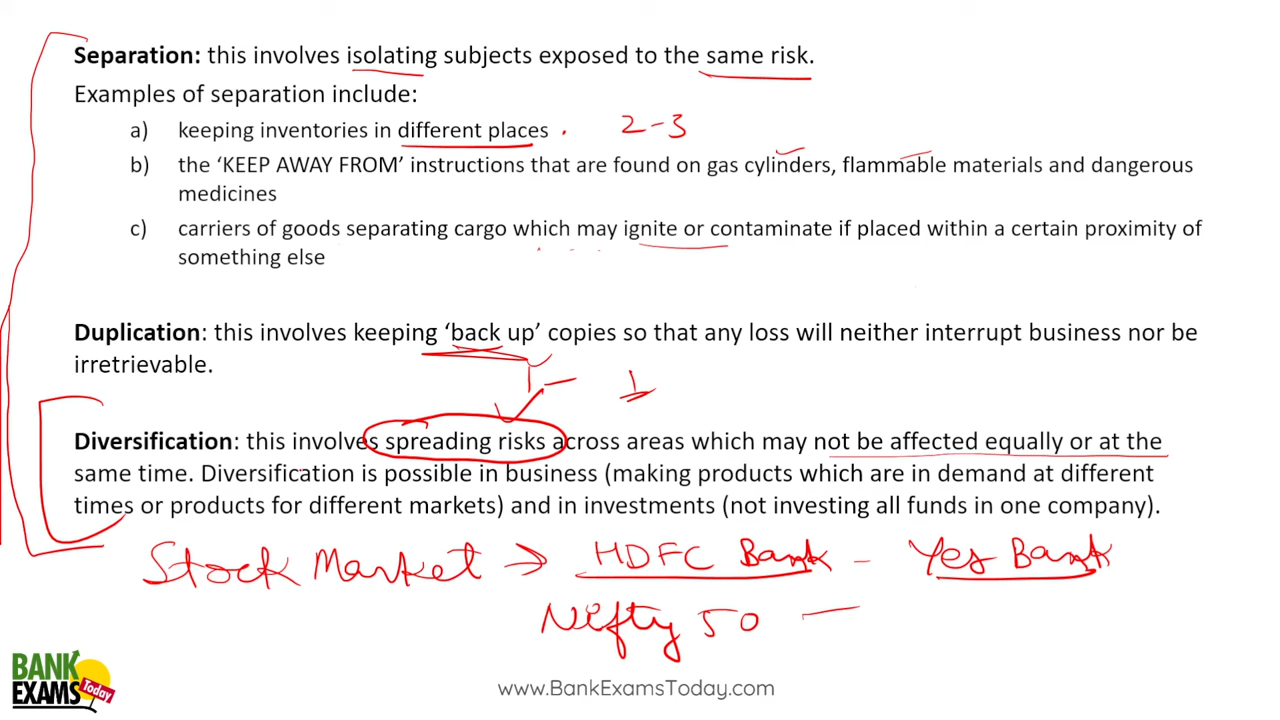 Separation: this involves isolating subjects exposed to the same risk.
Examples of separation include:
a) keeping inventories in different places
2-3
b) the ‘KEEP AWAY FROM’ instructions that are found on gas cylinders, flammable materials and dangerous
medicines
c) carriers of goods separating cargo which may ignite or contaminate if placed within a certain proximity of
something else
Duplication: this involves keeping ‘back up’ copies so that any loss will neither interrupt business nor be
irretrievable.
Diversification: this involves spreading risks across areas which may not be affected equally or at the
same time. Diversification is possible in business (making products which are in demand at different
times or products for different markets) and in investments (not investing all funds in one company).
Stock Market → HDFC Bank - Yes Bank
Nifty 50 —
BANK
EXAMS Today
www.BankExamsToday.com